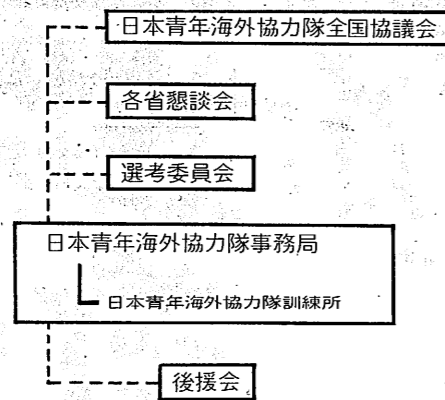 日本青年海外協力隊全国協議会
各省懇談会
選考委員会
日本青年海外協力隊事務局
日本青年海外協力隊訓練所
後援会